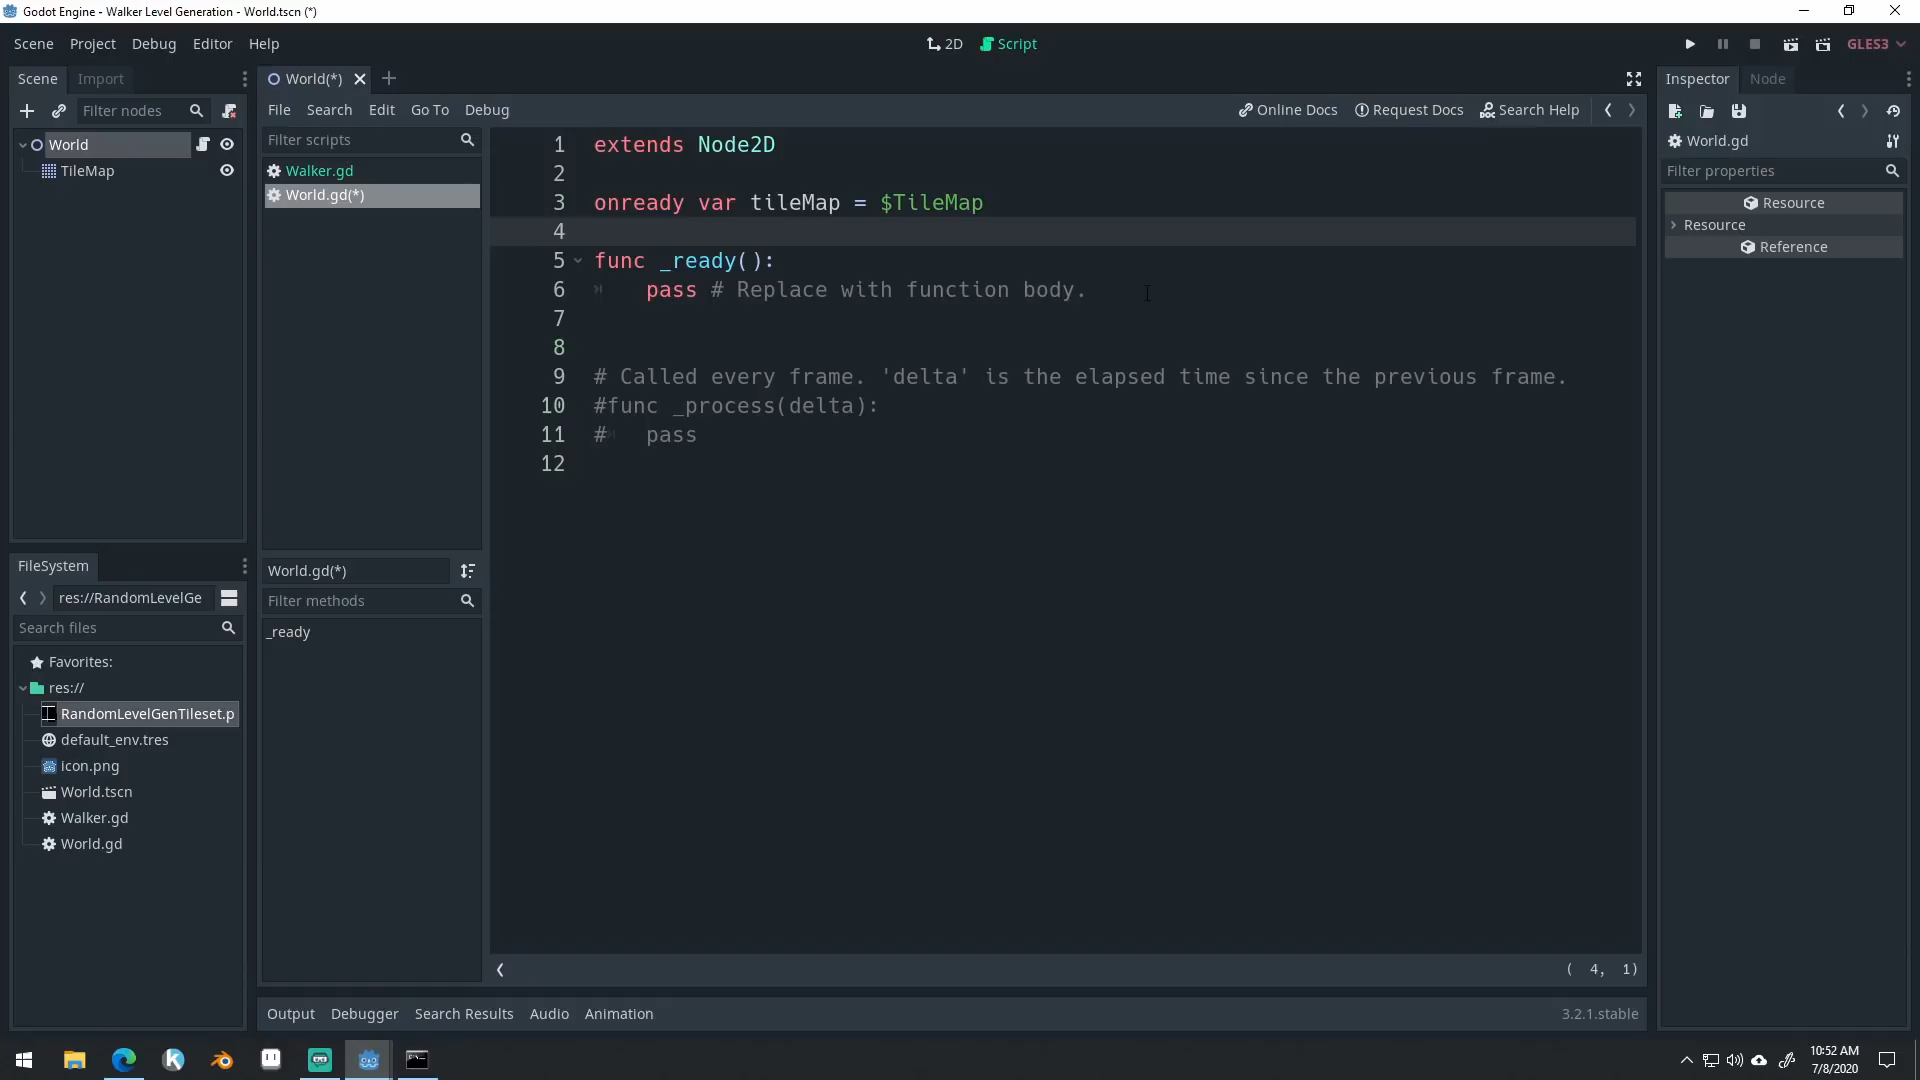 Godot Engine - Walker Level Generation - World.tscn (*)
Scene Project Debug Editor Help
2D Script
GLES3
Scene Import
Filter nodes
World
TileMap
World(*)
File Search Edit Go To Debug
Online Docs Request Docs Search Help
Filter scripts
Walker.gd
World.gd(*)
World.gd(*)
Filter methods
_ready
1 extends Node2D
2
3 onready var tileMap = $TileMap
4
5 func _ready():
6 pass # Replace with function body.
7
8
9 # Called every frame. 'delta' is the elapsed time since the previous frame.
10 #func _process(delta):
11 # pass
12
( 4, 1)
Inspector Node
World.gd
Filter properties
Resource
Resource
Reference
FileSystem
res://RandomLevelGe
Search files
Favorites:
res://
RandomLevelGenTileset.p
default_env.tres
icon.png
World.tscn
Walker.gd
World.gd
Output Debugger Search Results Audio Animation
3.2.1.stable
10:52 AM
7/8/2020